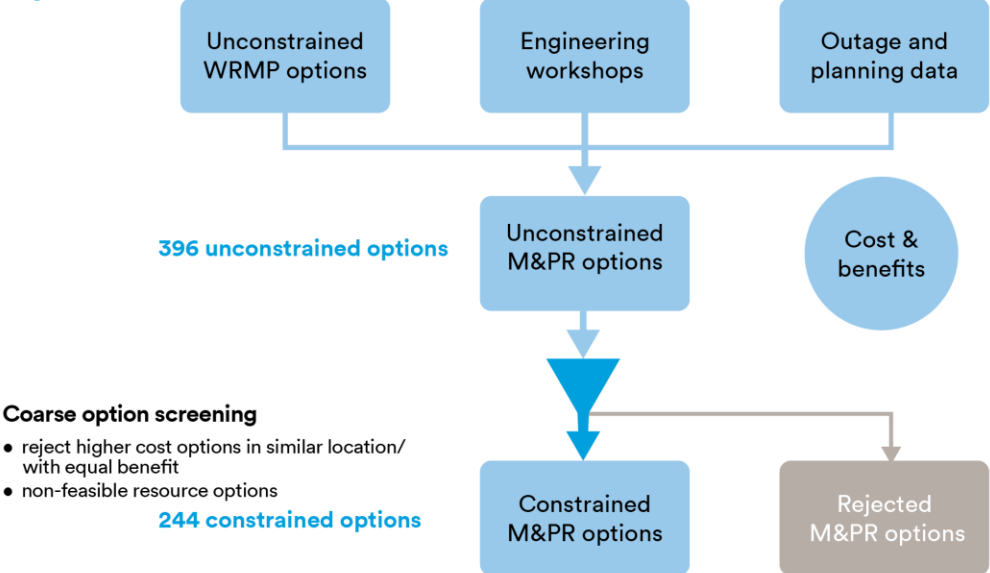 Unconstrained
WRMP options
Engineering
workshops
Outage and
planning data
396 unconstrained options
Unconstrained
M&PR options
Cost &
benefits
Coarse option screening
• reject higher cost options in similar location/
with equal benefit
• non-feasible resource options
244 constrained options
Constrained
M&PR options
Rejected
M&PR options